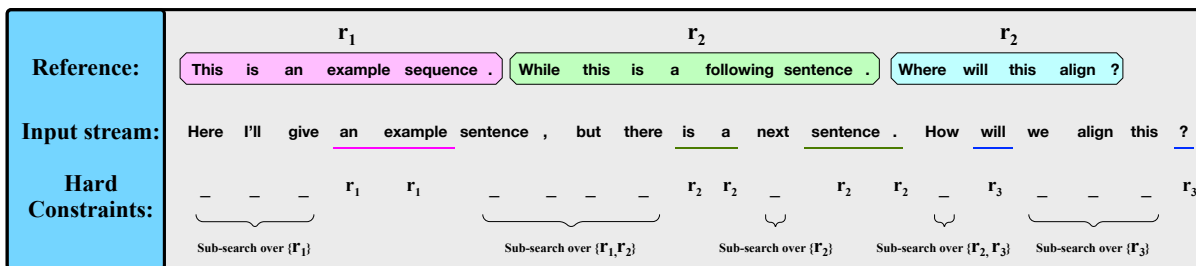 r1 r2 r2
Reference: This is an example sequence . While this is a following sentence . Where will this align ?
Input stream: Here I'll give an example sentence , but there is a next sentence . How will we align this ?
Hard Constraints: _ _ _ r1 r1 _ _ _ _ r2 r2 _ r2 r2 _ r3 _ _ _ r3
Sub-search over {r1} Sub-search over {r1,r2} Sub-search over {r2} Sub-search over {r2,r3} Sub-search over {r3}